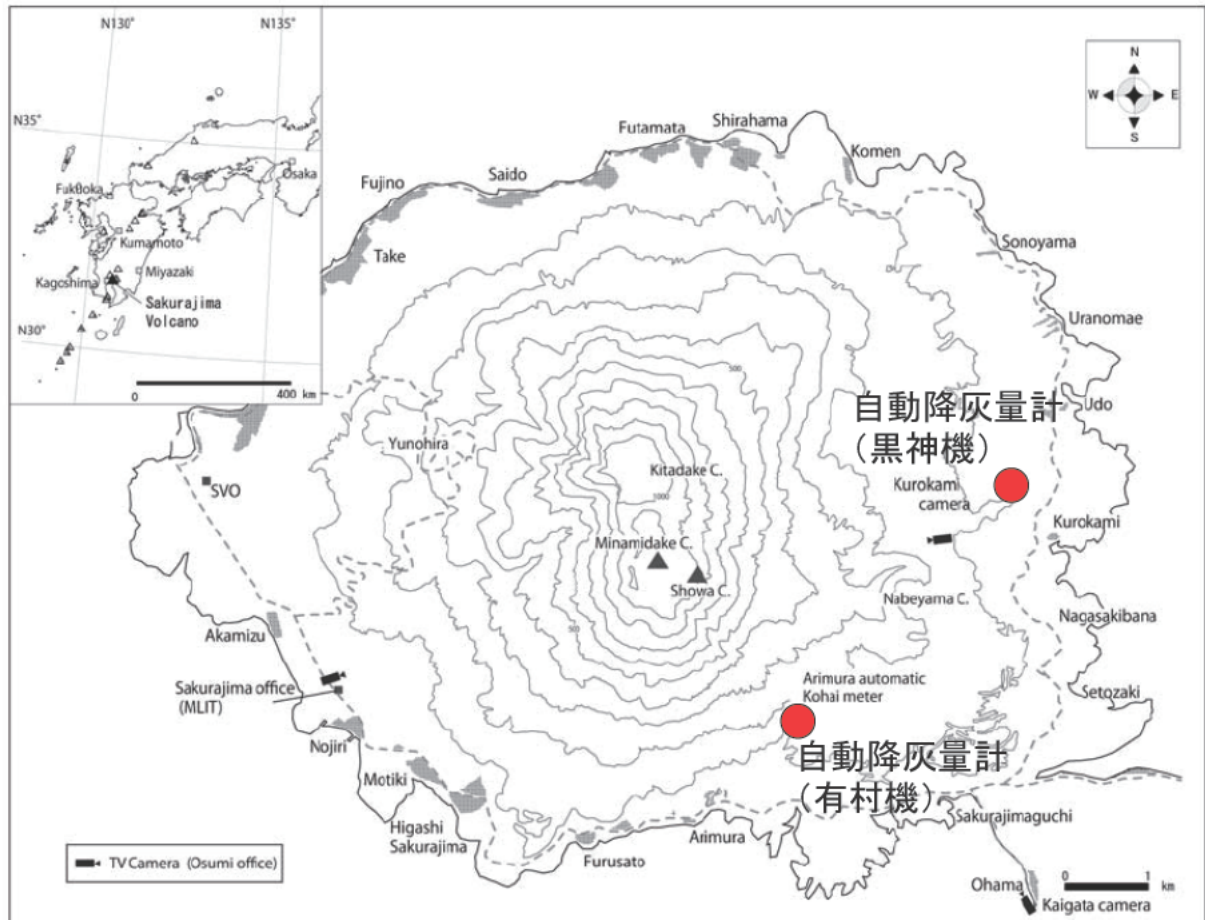 N130°
N135°
N35°
Fukuoka
Osaka
Kumamoto
Kagoshima
Miyazaki
Sakurajima
Volcano
N30°
0
400 km
N
W
E
S
Shirahama
Futamata
Komen
Saido
Fujino
Take
Sonoyama
Uranomae
Udo
500
自動降灰量計
(黒神機)
Yunohira
Kitadake C.
Kurokami
camera
SVO
1000
Kurokami
Minamidake C.
Showa C.
Nabeyama C.
Nagasakibana
500
Akamizu
Arimura automatic
Kohai meter
Setozaki
Sakurajima office
(MLIT)
Nojiri
自動降灰量計
(有村機)
Motiki
Higashi
Sakurajima
Arimura
Furusato
Sakurajimaguchi
TV Camera (Osumi office)
0
1
km
Ohama
Kaigata camera